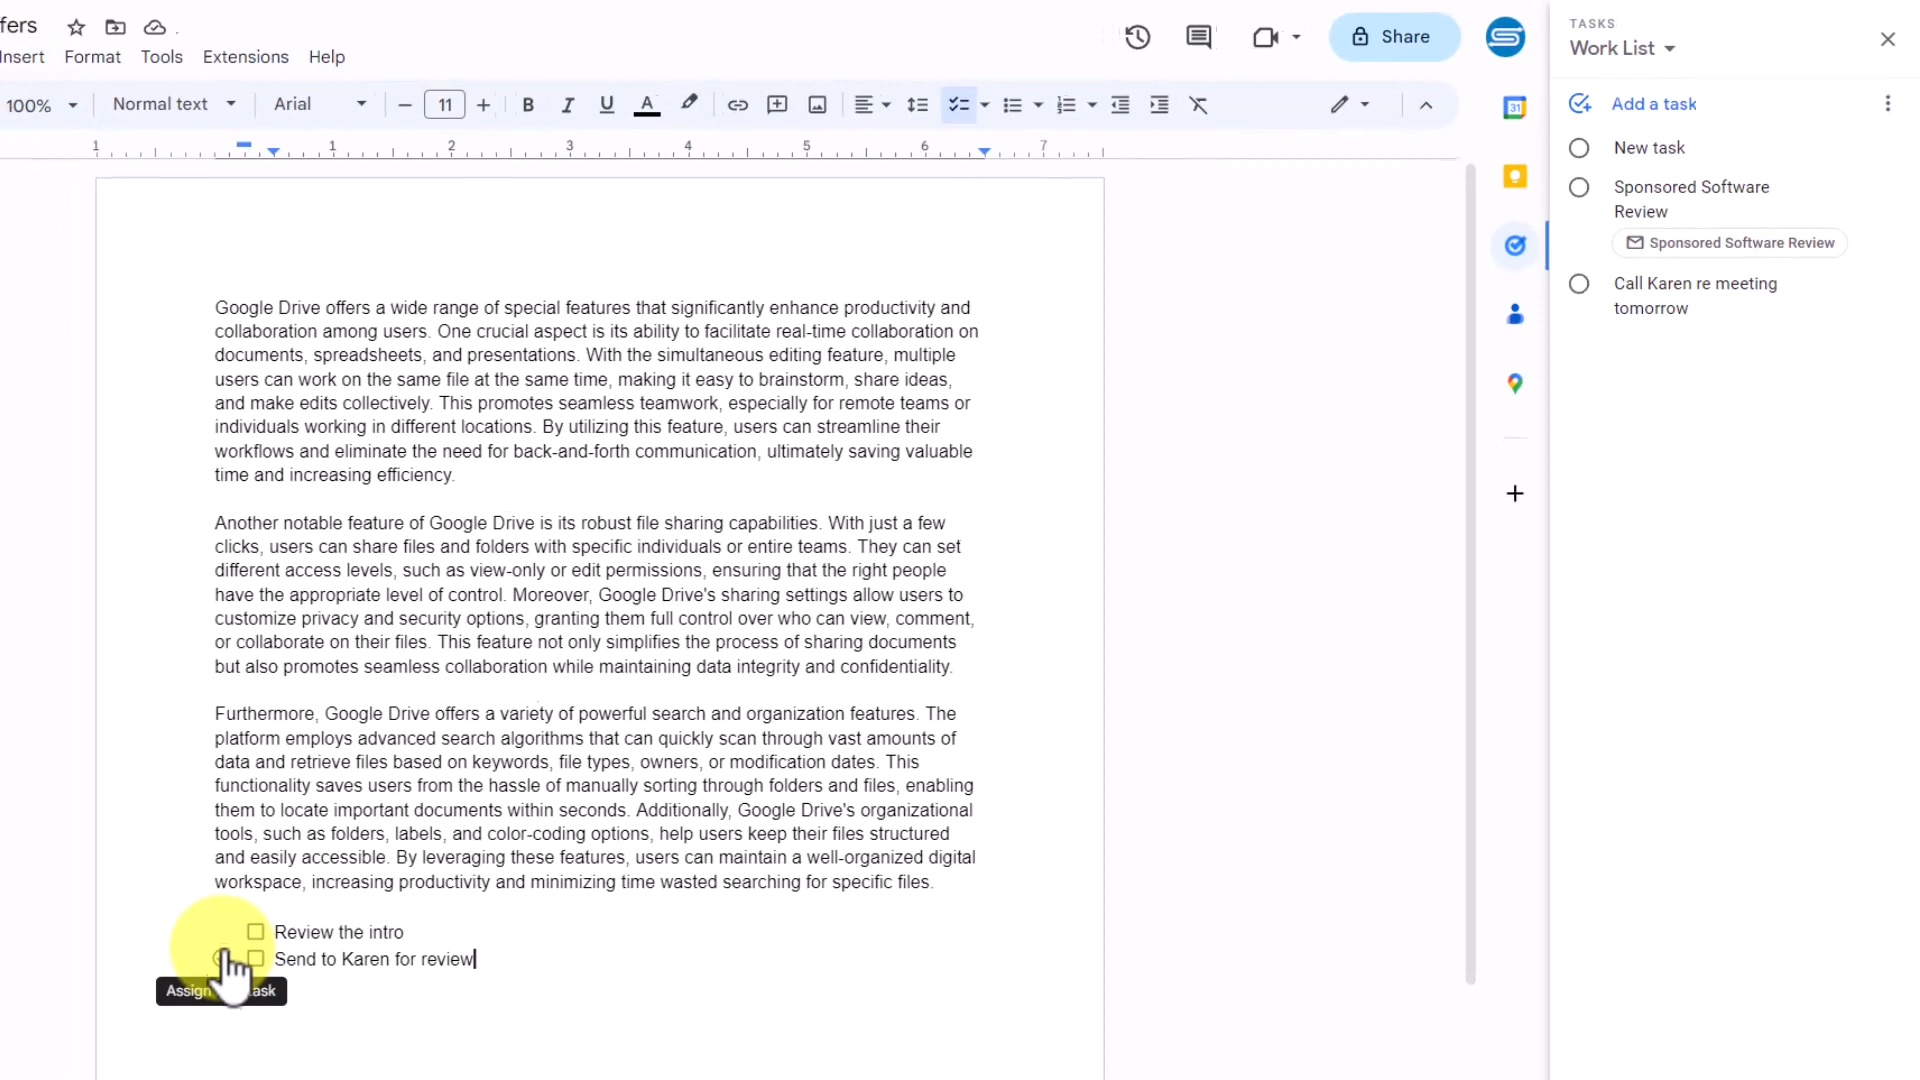 fers
Insert Format Tools Extensions Help
Share
100% Normal text Arial 11 B I U A
1 1 2 3 4 5 6 7
Google Drive offers a wide range of special features that significantly enhance productivity and
collaboration among users. One crucial aspect is its ability to facilitate real-time collaboration on
documents, spreadsheets, and presentations. With the simultaneous editing feature, multiple
users can work on the same file at the same time, making it easy to brainstorm, share ideas,
and make edits collectively. This promotes seamless teamwork, especially for remote teams or
individuals working in different locations. By utilizing this feature, users can streamline their
workflows and eliminate the need for back-and-forth communication, ultimately saving valuable
time and increasing efficiency.
Another notable feature of Google Drive is its robust file sharing capabilities. With just a few
clicks, users can share files and folders with specific individuals or entire teams. They can set
different access levels, such as view-only or edit permissions, ensuring that the right people
have the appropriate level of control. Moreover, Google Drive's sharing settings allow users to
customize privacy and security options, granting them full control over who can view, comment,
or collaborate on their files. This feature not only simplifies the process of sharing documents
but also promotes seamless collaboration while maintaining data integrity and confidentiality.
Furthermore, Google Drive offers a variety of powerful search and organization features. The
platform employs advanced search algorithms that can quickly scan through vast amounts of
data and retrieve files based on keywords, file types, owners, or modification dates. This
functionality saves users from the hassle of manually sorting through folders and files, enabling
them to locate important documents within seconds. Additionally, Google Drive's organizational
tools, such as folders, labels, and color-coding options, help users keep their files structured
and easily accessible. By leveraging these features, users can maintain a well-organized digital
workspace, increasing productivity and minimizing time wasted searching for specific files.
Review the intro
Send to Karen for review
Assign ask
31
TASKS
Work List
Add a task
New task
Sponsored Software
Review
Sponsored Software Review
Call Karen re meeting
tomorrow